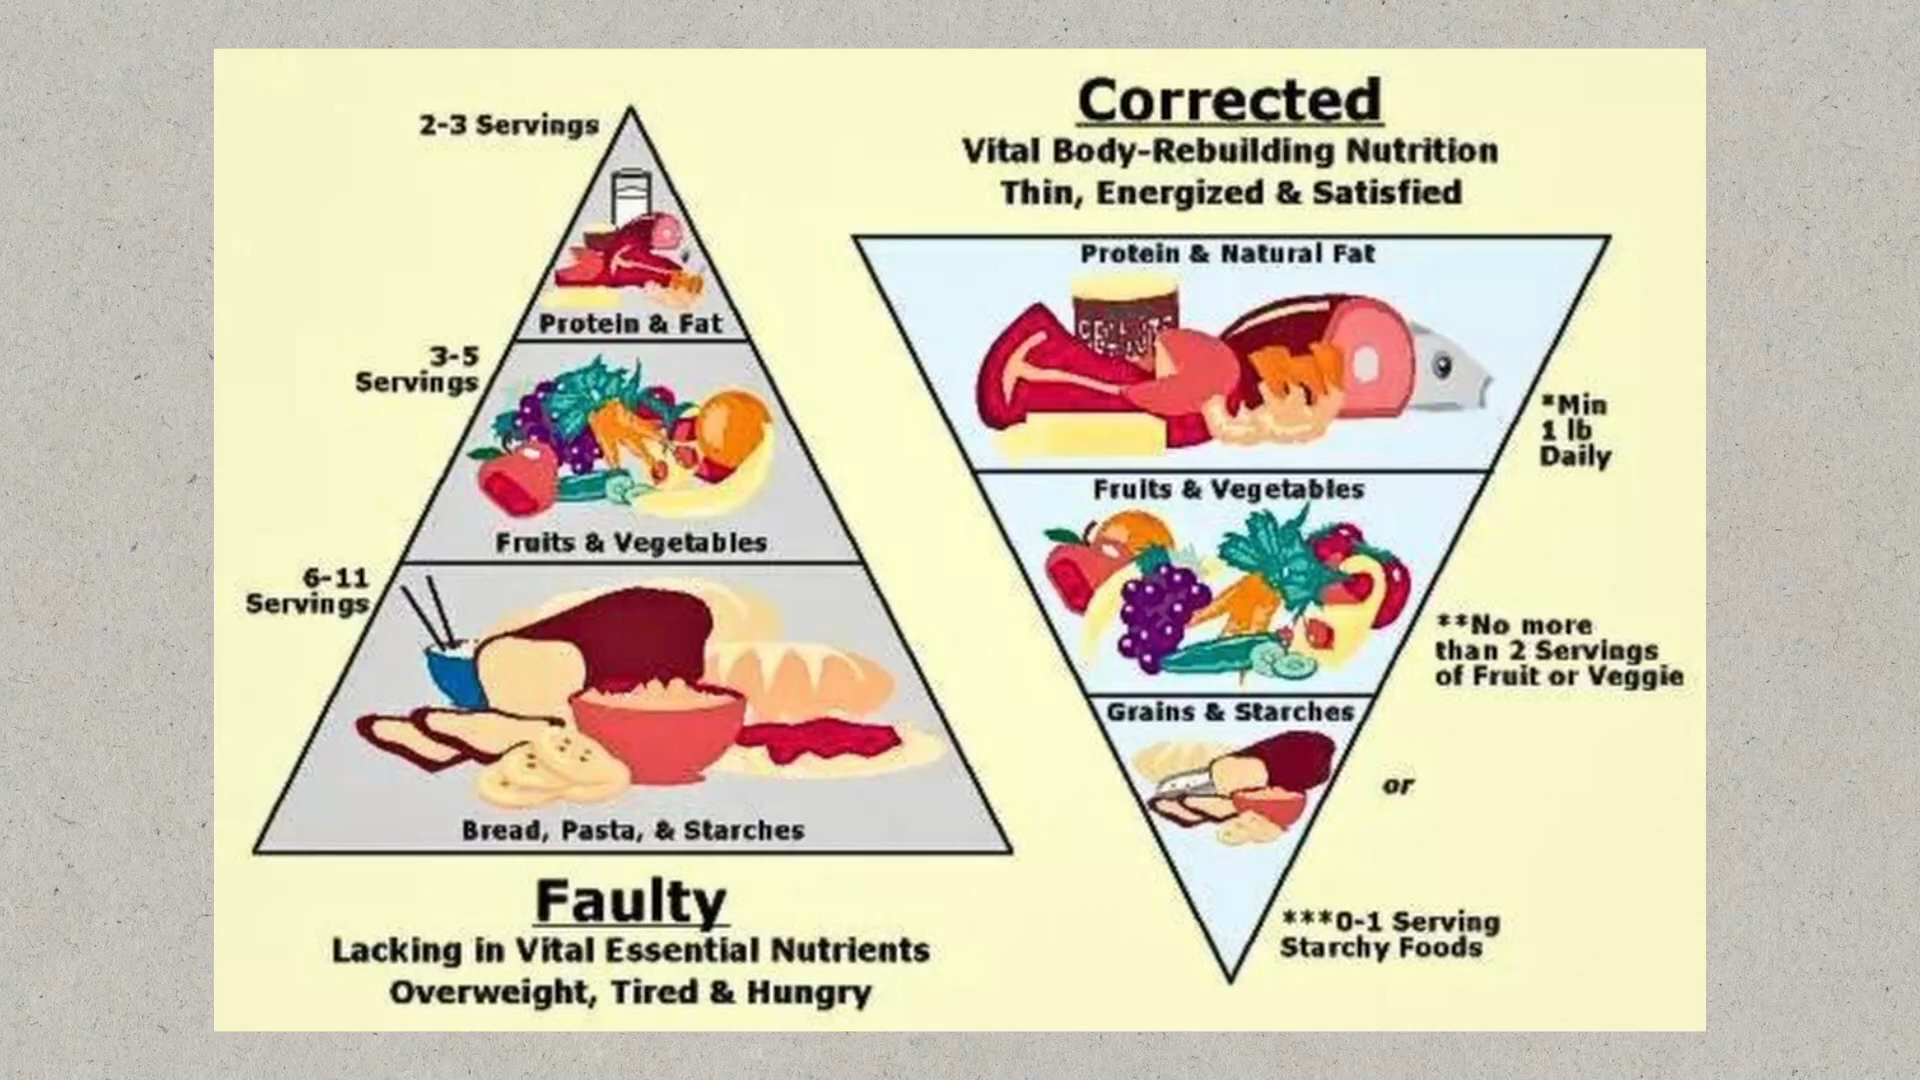 2-3 Servings
Protein & Fat
3-5
Servings
Fruits & Vegetables
6-11
Servings
Bread, Pasta, & Starches
Faulty
Lacking in Vital Essential Nutrients
Overweight, Tired & Hungry
Corrected
Vital Body-Rebuilding Nutrition
Thin, Energized & Satisfied
Protein & Natural Fat
*Min
1 lb
Daily
Fruits & Vegetables
**No more
than 2 Servings
of Fruit or Veggie
Grains & Starches
or
***0-1 Serving
Starchy Foods